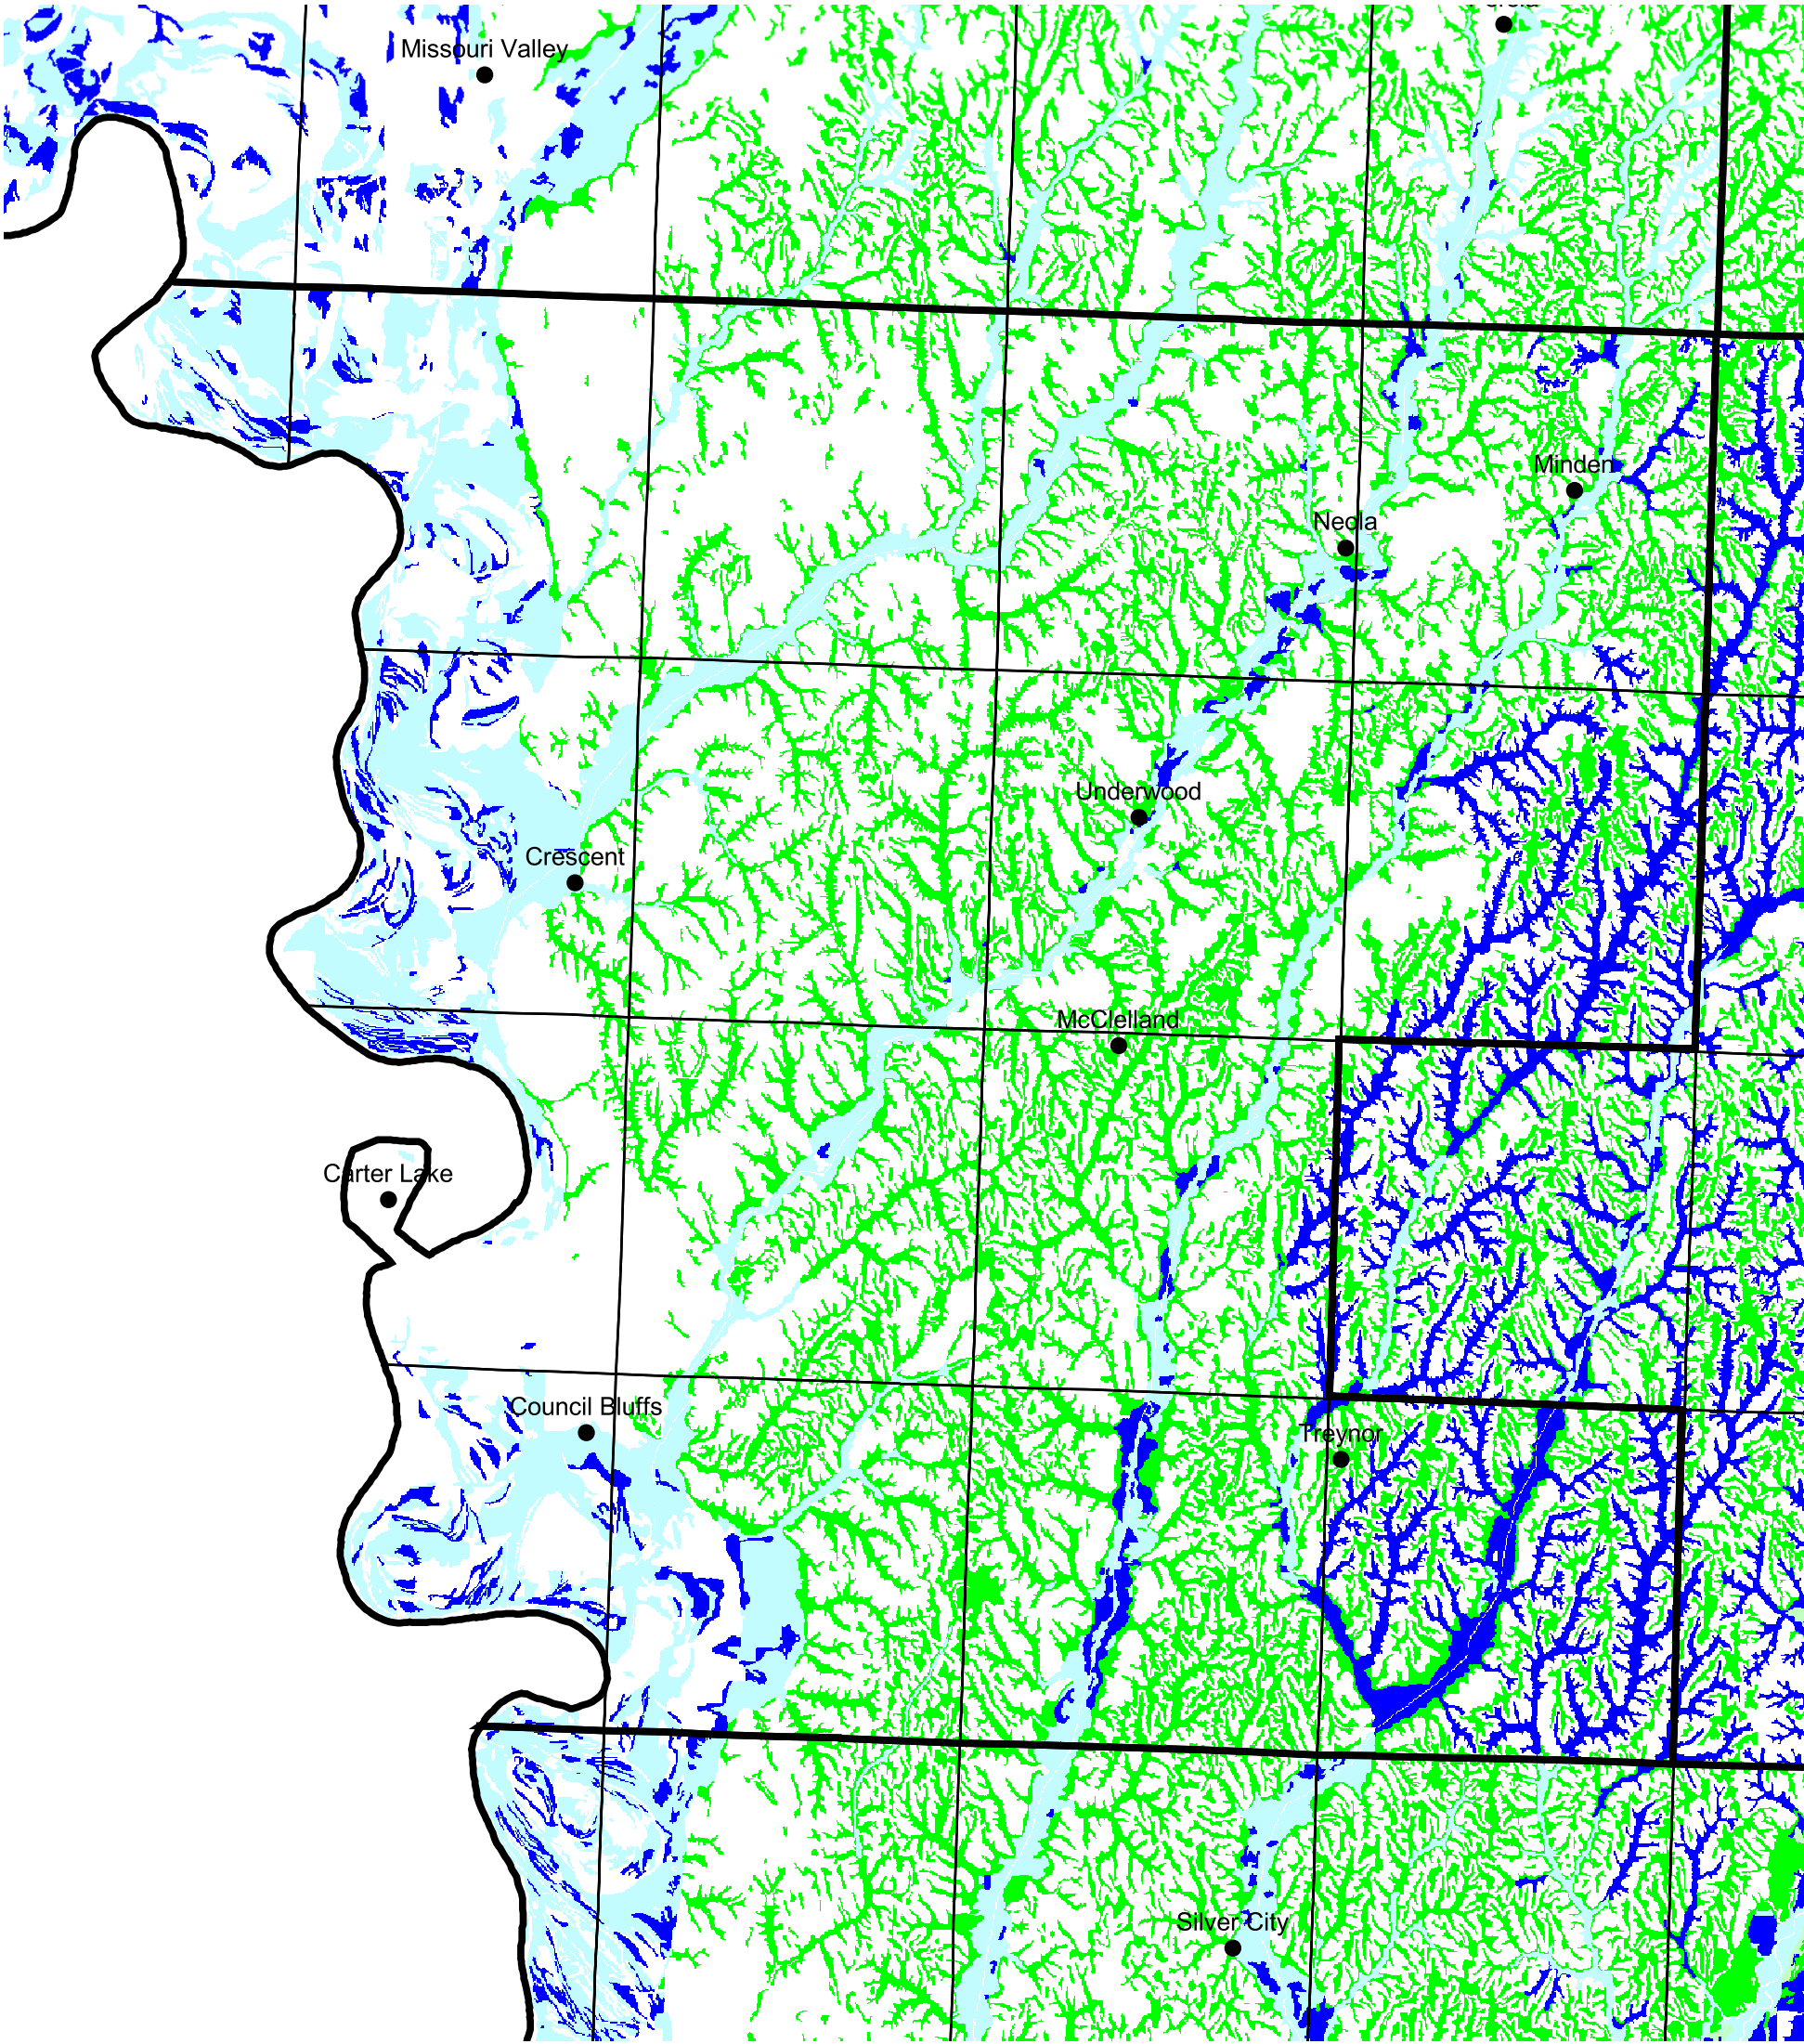 Missouri Valley
Minden
Neola
Underwood
Crescent
McClelland
Carter Lake
Council Bluffs
Treynor
Silver City